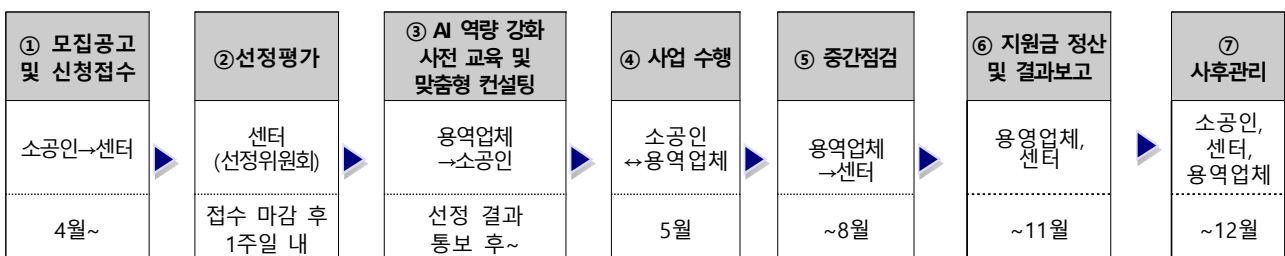 ① 모집공고
및 신청접수
소공인→센터
4월~
②선정평가
센터
(선정위원회)
접수 마감 후
1주일 내
③ AI 역량 강화
사전 교육 및
맞춤형 컨설팅
용역업체
→소공인
선정 결과
통보 후~
④ 사업 수행
소공인
↔용역업체
5월
⑤ 중간점검
용역업체
→센터
~8월
⑥ 지원금 정산
및 결과보고
용영업체,
센터
~11월
⑦
사후관리
소공인,
센터,
용역업체
~12월